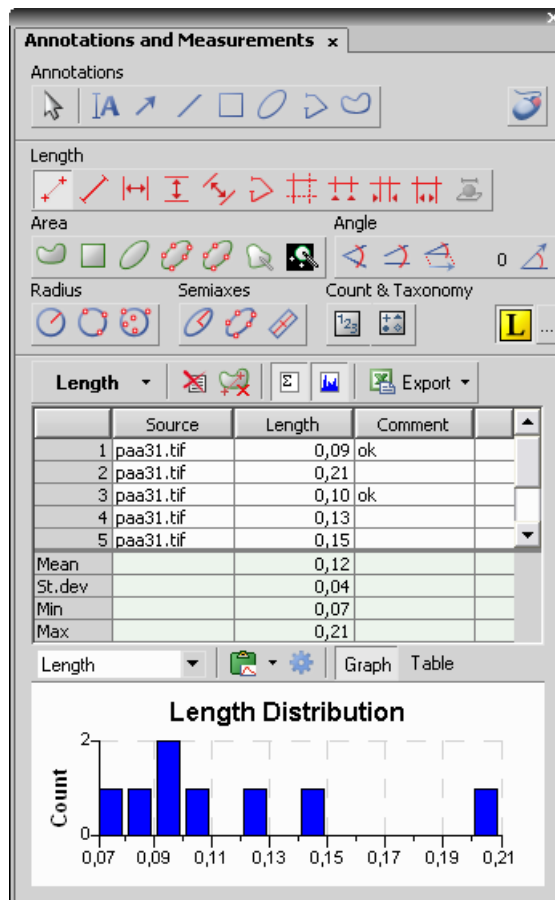 Annotations and Measurements x
Annotations
A
Length
Area Angle
0
Radius Semiaxes Count & Taxonomy
123 L ...
Length Σ Export
Source Length Comment
1 paa31.tif 0,09 ok
2 paa31.tif 0,21
3 paa31.tif 0,10 ok
4 paa31.tif 0,13
5 paa31.tif 0,15
Mean 0,12
St.dev 0,04
Min 0,07
Max 0,21
Length Graph Table
Length Distribution
2
Count
0
0,07 0,09 0,11 0,13 0,15 0,17 0,19 0,21